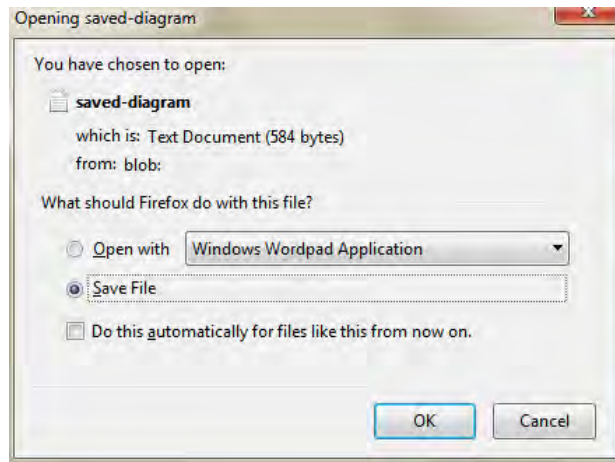 Opening saved-diagram
You have chosen to open:
saved-diagram
which is: Text Document (584 bytes)
from: blob:
What should Firefox do with this file?
Open with Windows Wordpad Application
Save File
Do this automatically for files like this from now on.
OK Cancel